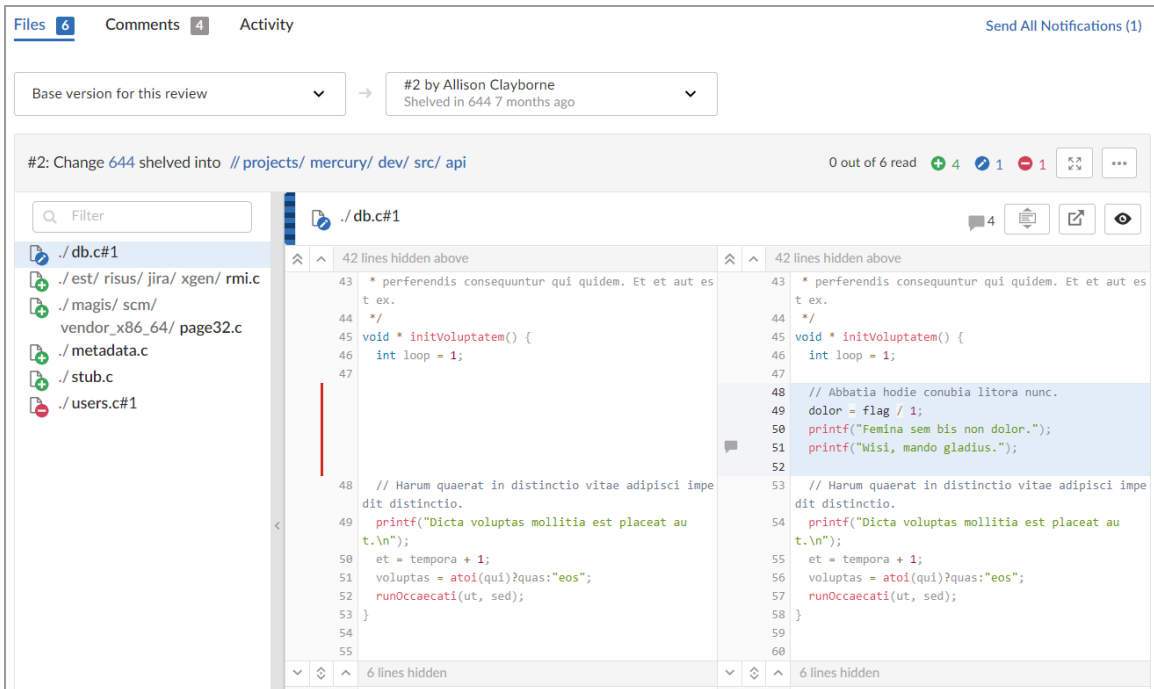 Files 6 Comments 4 Activity Send All Notifications (1)
Base version for this review
#2 by Allison Clayborne
Shelved in 644 7 months ago
#2: Change 644 shelved into // projects/ mercury/ dev/ src/ api 0 out of 6 read 4 1 1
Filter
./ db.c#1
./ est/ risus/ jira/ xgen/ rmi.c
./ magis/ scm/
vendor_x86_64/ page32.c
./ metadata.c
./ stub.c
./ users.c#1
./ db.c#1 4
42 lines hidden above
43 * perferendis consequuntur qui quidem. Et et aut es
t ex.
44 */
45 void * initVoluptatem() {
46 int loop = 1;
47
48 // Harum quaerat in distinctio vitae adipisci impe
dit distinctio.
49 printf("Dicta voluptas mollitia est placeat au
t.\n");
50 et = tempora + 1;
51 voluptas = atoi(qui)?quas:"eos";
52 runOccaecati(ut, sed);
53 }
54
55
6 lines hidden
42 lines hidden above
43 * perferendis consequuntur qui quidem. Et et aut es
t ex.
44 */
45 void * initVoluptatem() {
46 int loop = 1;
47
48 // Abbatia hodie conubia litora nunc.
49 dolor = flag / 1;
50 printf("Femina sem bis non dolor.");
51 printf("Wisi, mando gladius.");
52
53 // Harum quaerat in distinctio vitae adipisci impe
dit distinctio.
54 printf("Dicta voluptas mollitia est placeat au
t.\n");
55 et = tempora + 1;
56 voluptas = atoi(qui)?quas:"eos";
57 runOccaecati(ut, sed);
58 }
59
60
6 lines hidden